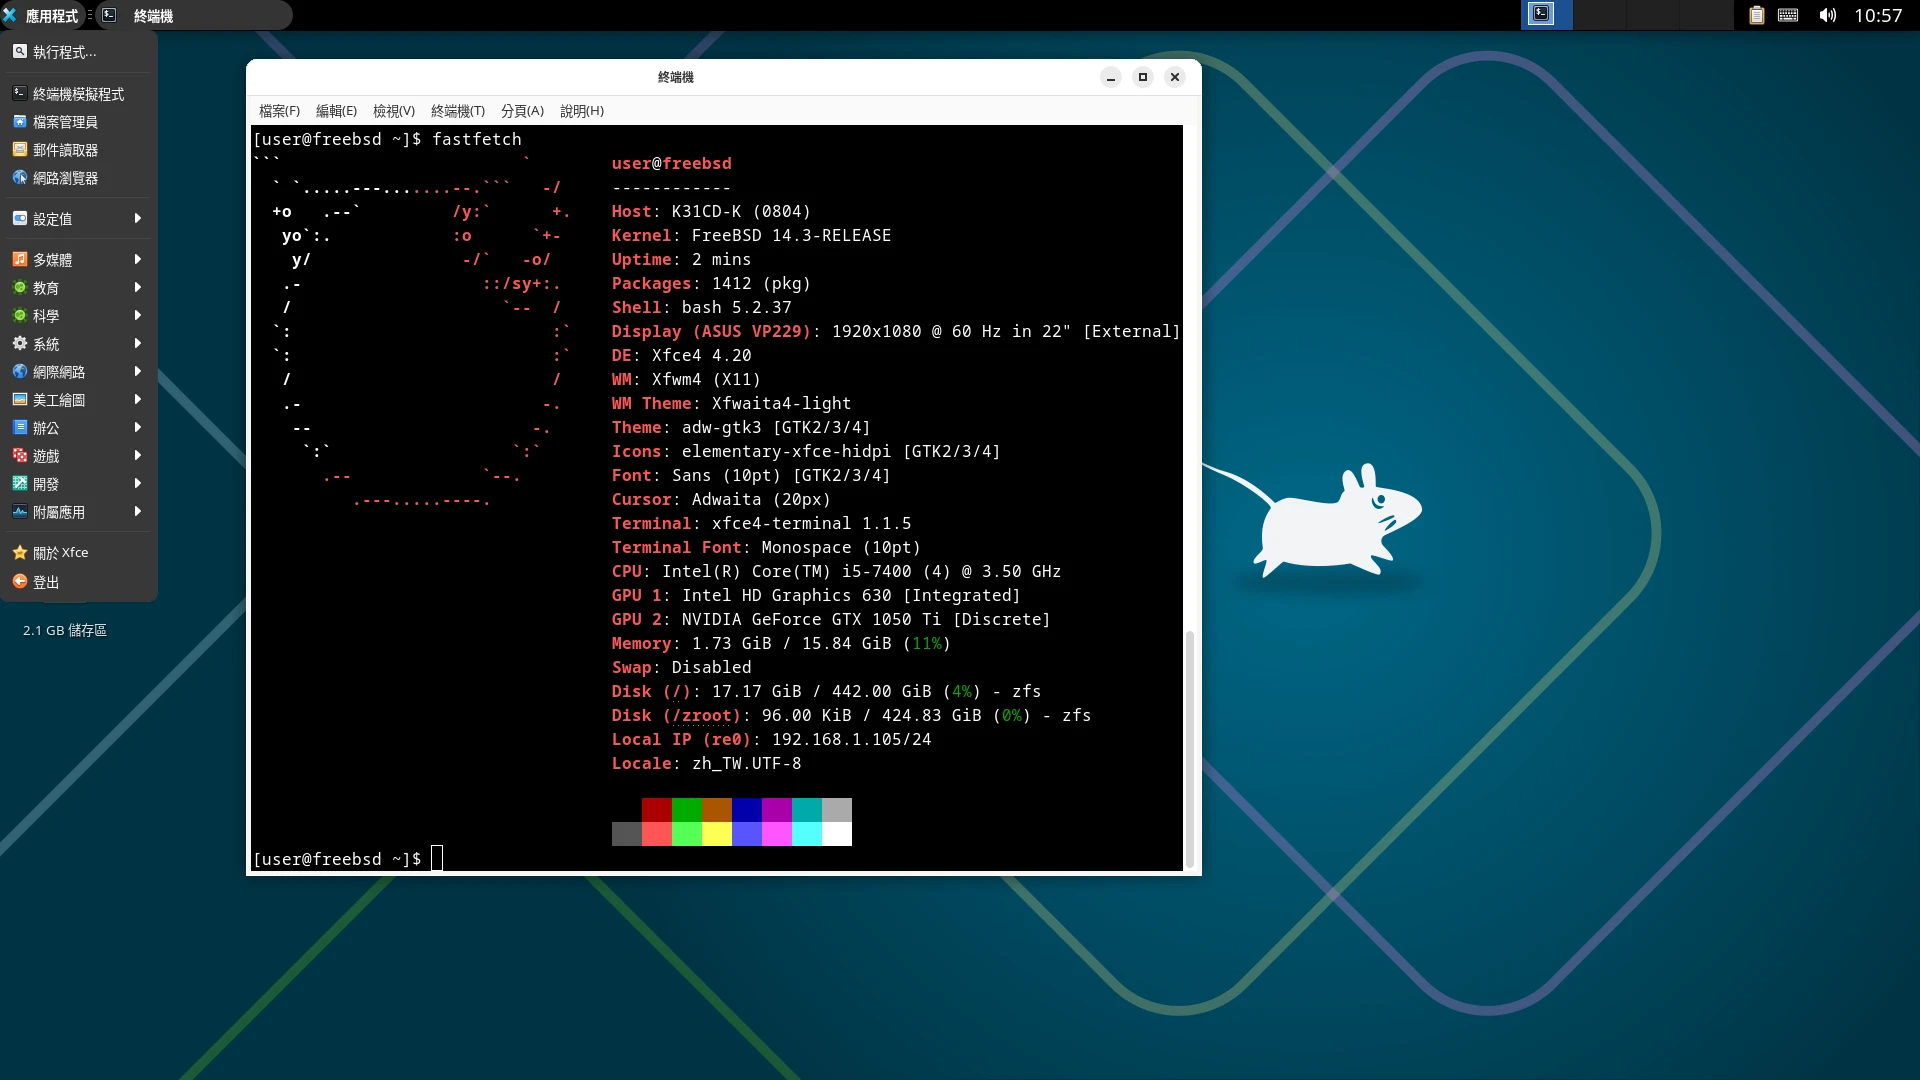 應用程式
終端機
10:57
執行程式...
終端機模擬程式
檔案管理員
郵件讀取器
網路瀏覽器
設定值
多媒體
教育
科學
系統
網際網路
美工繪圖
辦公
遊戲
開發
附屬應用
關於 Xfce
登出
2.1 GB 儲存區
終端機
檔案(F) 編輯(E) 檢視(V) 終端機(T) 分頁(A) 說明(H)
[user@freebsd ~]$ fastfetch
```                        `        user@freebsd
  ` `.....---.......--.```   -/     ------------
  +o   .--`         /y:`      +.    Host: K31CD-K (0804)
   yo`:.            :o      `+-     Kernel: FreeBSD 14.3-RELEASE
    y/               -/`   -o/      Uptime: 2 mins
   .-                  ::/sy+:.     Packages: 1412 (pkg)
   /                     `--  /     Shell: bash 5.2.37
  `:                          :`    Display (ASUS VP229): 1920x1080 @ 60 Hz in 22" [External]
  `:                          :`    DE: Xfce4 4.20
   /                          /     WM: Xfwm4 (X11)
   .-                        -.     WM Theme: Xfwaita4-light
    --                      -.      Theme: adw-gtk3 [GTK2/3/4]
     `:`                  `:`       Icons: elementary-xfce-hidpi [GTK2/3/4]
       .--             `--.         Font: Sans (10pt) [GTK2/3/4]
          .---.....----.            Cursor: Adwaita (20px)
Terminal: xfce4-terminal 1.1.5
Terminal Font: Monospace (10pt)
CPU: Intel(R) Core(TM) i5-7400 (4) @ 3.50 GHz
GPU 1: Intel HD Graphics 630 [Integrated]
GPU 2: NVIDIA GeForce GTX 1050 Ti [Discrete]
Memory: 1.73 GiB / 15.84 GiB (11%)
Swap: Disabled
Disk (/): 17.17 GiB / 442.00 GiB (4%) - zfs
Disk (/zroot): 96.00 KiB / 424.83 GiB (0%) - zfs
Local IP (re0): 192.168.1.105/24
Locale: zh_TW.UTF-8
[user@freebsd ~]$